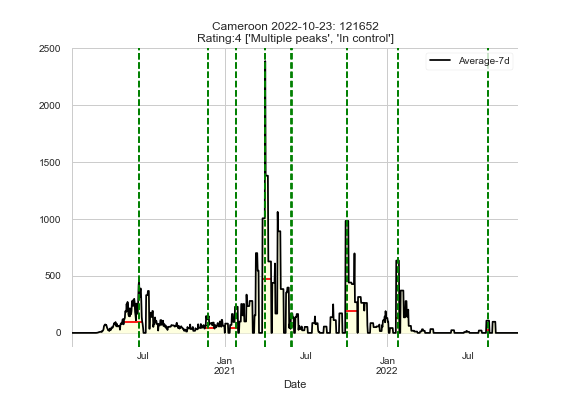 Cameroon 2022-10-23: 121652
Rating:4 ['Multiple peaks', 'In control']
Average-7d
2500
2000
1500
1000
500
0
Jul
Jan
2021
Jul
Jan
2022
Jul
Date